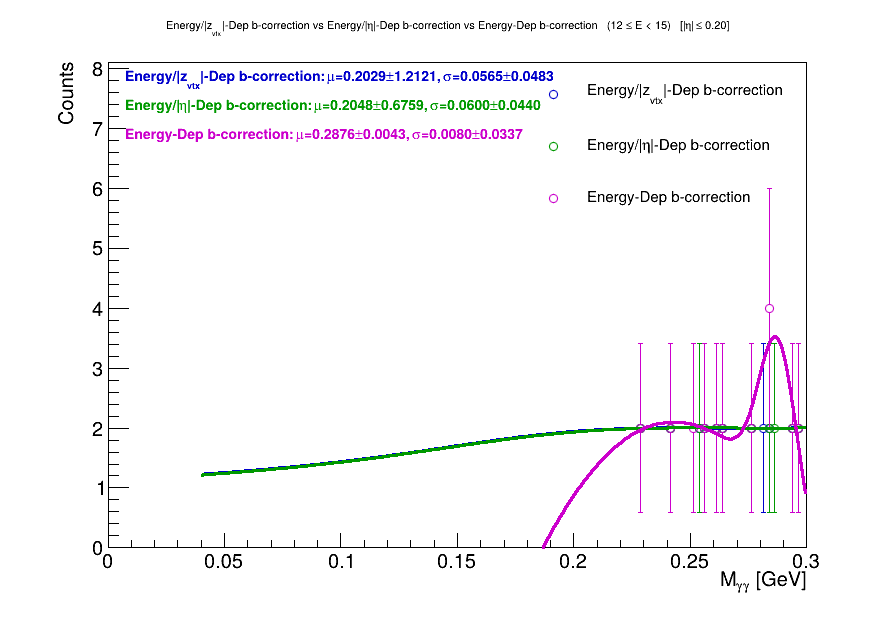 Energy/|z_vtx|-Dep b-correction vs Energy/|η|-Dep b-correction vs Energy-Dep b-correction (12 ≤ E < 15) [|η| ≤ 0.20]
Counts
8
7
6
5
4
3
2
1
0
Energy/|z_vtx|-Dep b-correction: μ=0.2029±1.2121, σ=0.0565±0.0483
Energy/|η|-Dep b-correction: μ=0.2048±0.6759, σ=0.0600±0.0440
Energy-Dep b-correction: μ=0.2876±0.0043, σ=0.0080±0.0337
Energy/|z_vtx|-Dep b-correction
Energy/|η|-Dep b-correction
Energy-Dep b-correction
0 0.05 0.1 0.15 0.2 0.25 0.3
M_γγ [GeV]